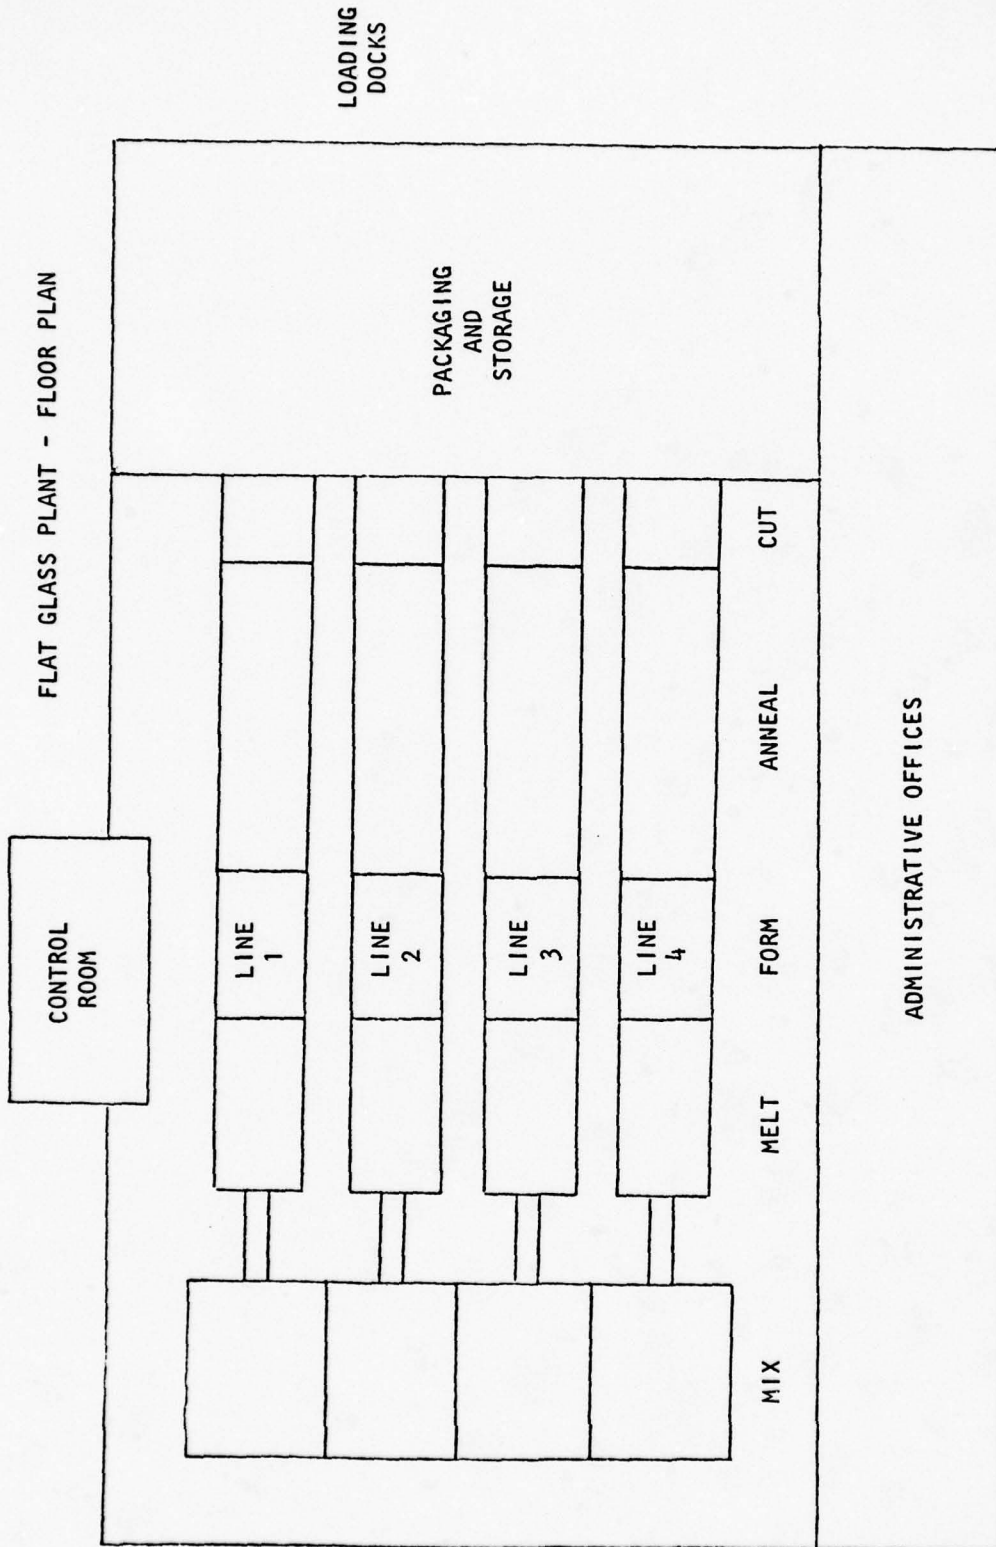 FLAT GLASS PLANT - FLOOR PLAN
CONTROL
ROOM
LOADING
DOCKS
LINE
1
LINE
2
LINE
3
LINE
4
PACKAGING
AND
STORAGE
MIX
MELT
FORM
ANNEAL
CUT
ADMINISTRATIVE OFFICES